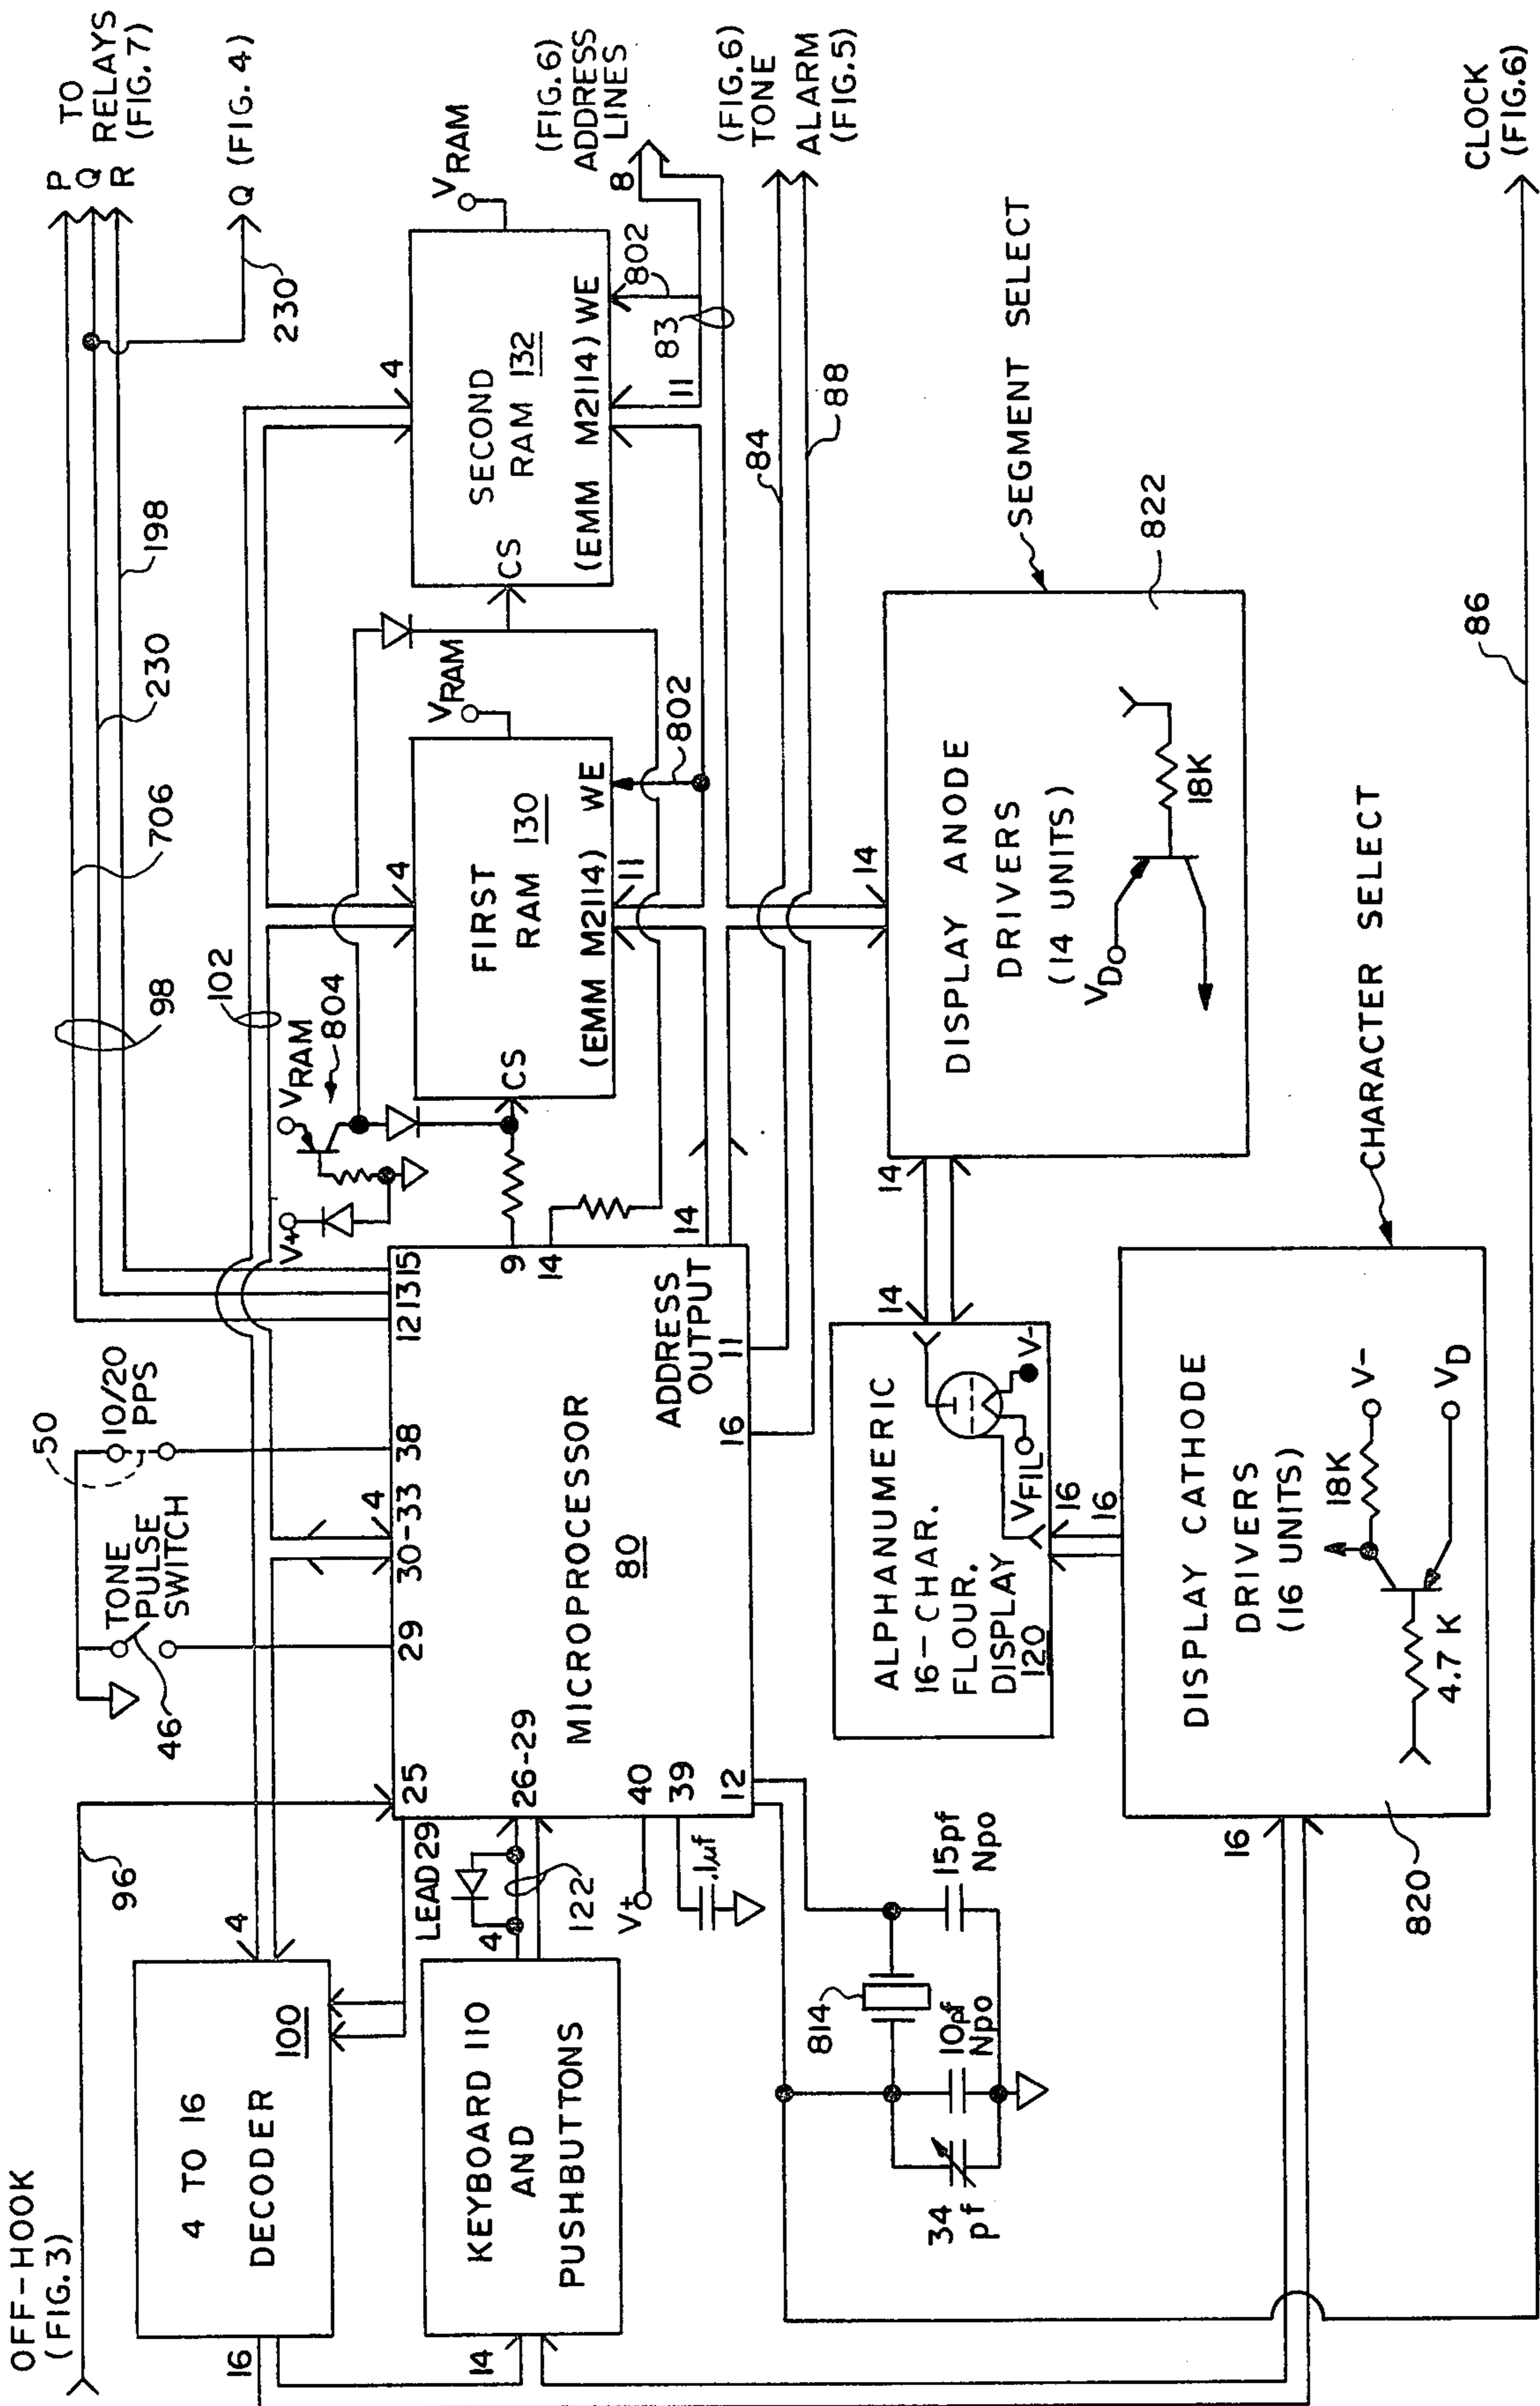 OFF-HOOK
(FIG.3)
96
4 TO 16
DECODER
100
16
4
LEAD 29
KEYBOARD 110
AND
PUSHBUTTONS
14
4
122
TONE
PULSE
SWITCH
46
50
10/20
PPS
25
29
30-33
4
38
12
13
15
26-29
40
39
12
V+
.1µf
MICROPROCESSOR
80
9
14
14
ADDRESS
OUTPUT
11
16
V+
VRAM
804
102
98
706
230
198
P
Q
R
TO
RELAYS
(FIG. 7)
230
Q (FIG. 4)
4
FIRST
RAM 130
CS
(EMM M2114) WE
11
VRAM
802
4
SECOND
RAM 132
CS
(EMM M2114) WE
11
VRAM
802
83
8
(FIG.6)
ADDRESS
LINES
84
88
(FIG.6)
TONE
ALARM
(FIG.5)
814
15pf
Npo
10pf
Npo
34
pf
ALPHANUMERIC
16-CHAR.
FLOUR.
DISPLAY
120
VFIL
V-
14
16
14
14
DISPLAY ANODE
DRIVERS
(14 UNITS)
VD
18K
SEGMENT SELECT
822
16
16
DISPLAY CATHODE
DRIVERS
(16 UNITS)
18K
V-
4.7 K
VD
820
CHARACTER SELECT
86
CLOCK
(FIG.6)